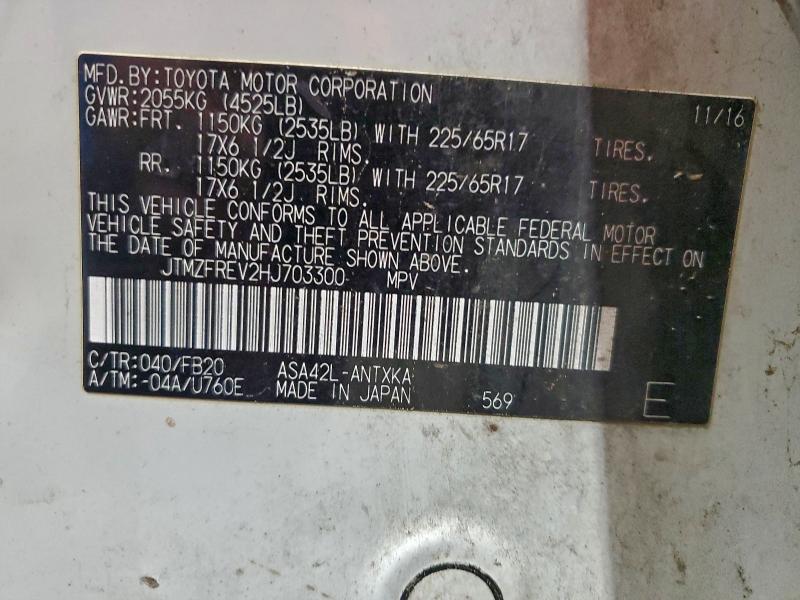 MFD.BY:TOYOTA MOTOR CORPORATION 11/16
GVWR:2055KG (4525LB)
GAWR:FRT. 1150KG (2535LB) WITH 225/65R17 TIRES.
17X6 1/2J RIMS.
RR. 1150KG (2535LB) WITH 225/65R17 TIRES.
17X6 1/2J RIMS.
THIS VEHICLE CONFORMS TO ALL APPLICABLE FEDERAL MOTOR
VEHICLE SAFETY AND THEFT PREVENTION STANDARDS IN EFFECT ON
THE DATE OF MANUFACTURE SHOWN ABOVE.
JTMZFREV2HJ703300 MPV
C/TR:040/FB20 ASA42L-ANTXKA
A/TM:-04A/U760E MADE IN JAPAN 569 E